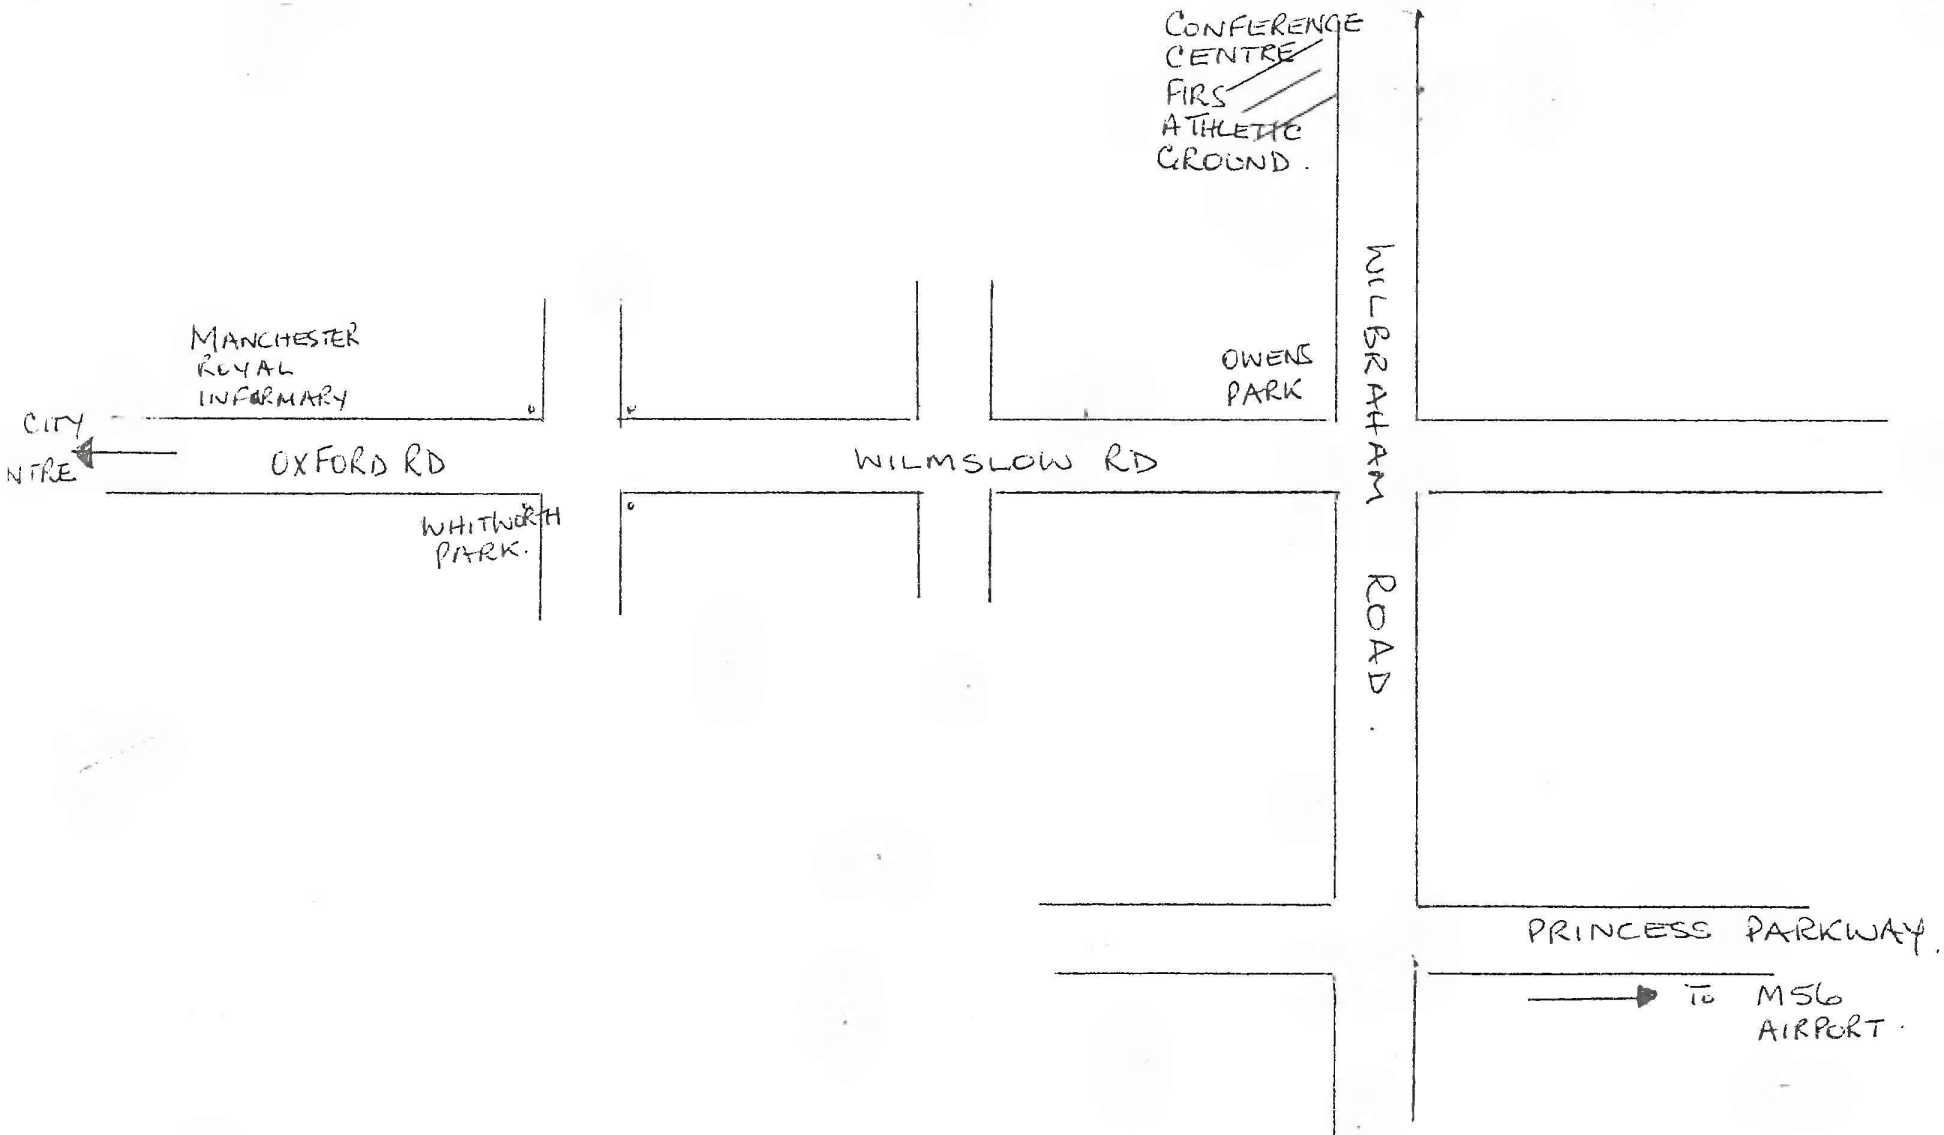 CONFERENCE
CENTRE
FIRS
ATHLETIC
GROUND.
WILBRAHAM ROAD.
MANCHESTER
ROYAL
INFORMARY
OWENS
PARK
CITY
NTRE
OXFORD RD
WILMSLOW RD
WHITWORTH
PARK.
PRINCESS PARKWAY.
To M56
AIRPORT.